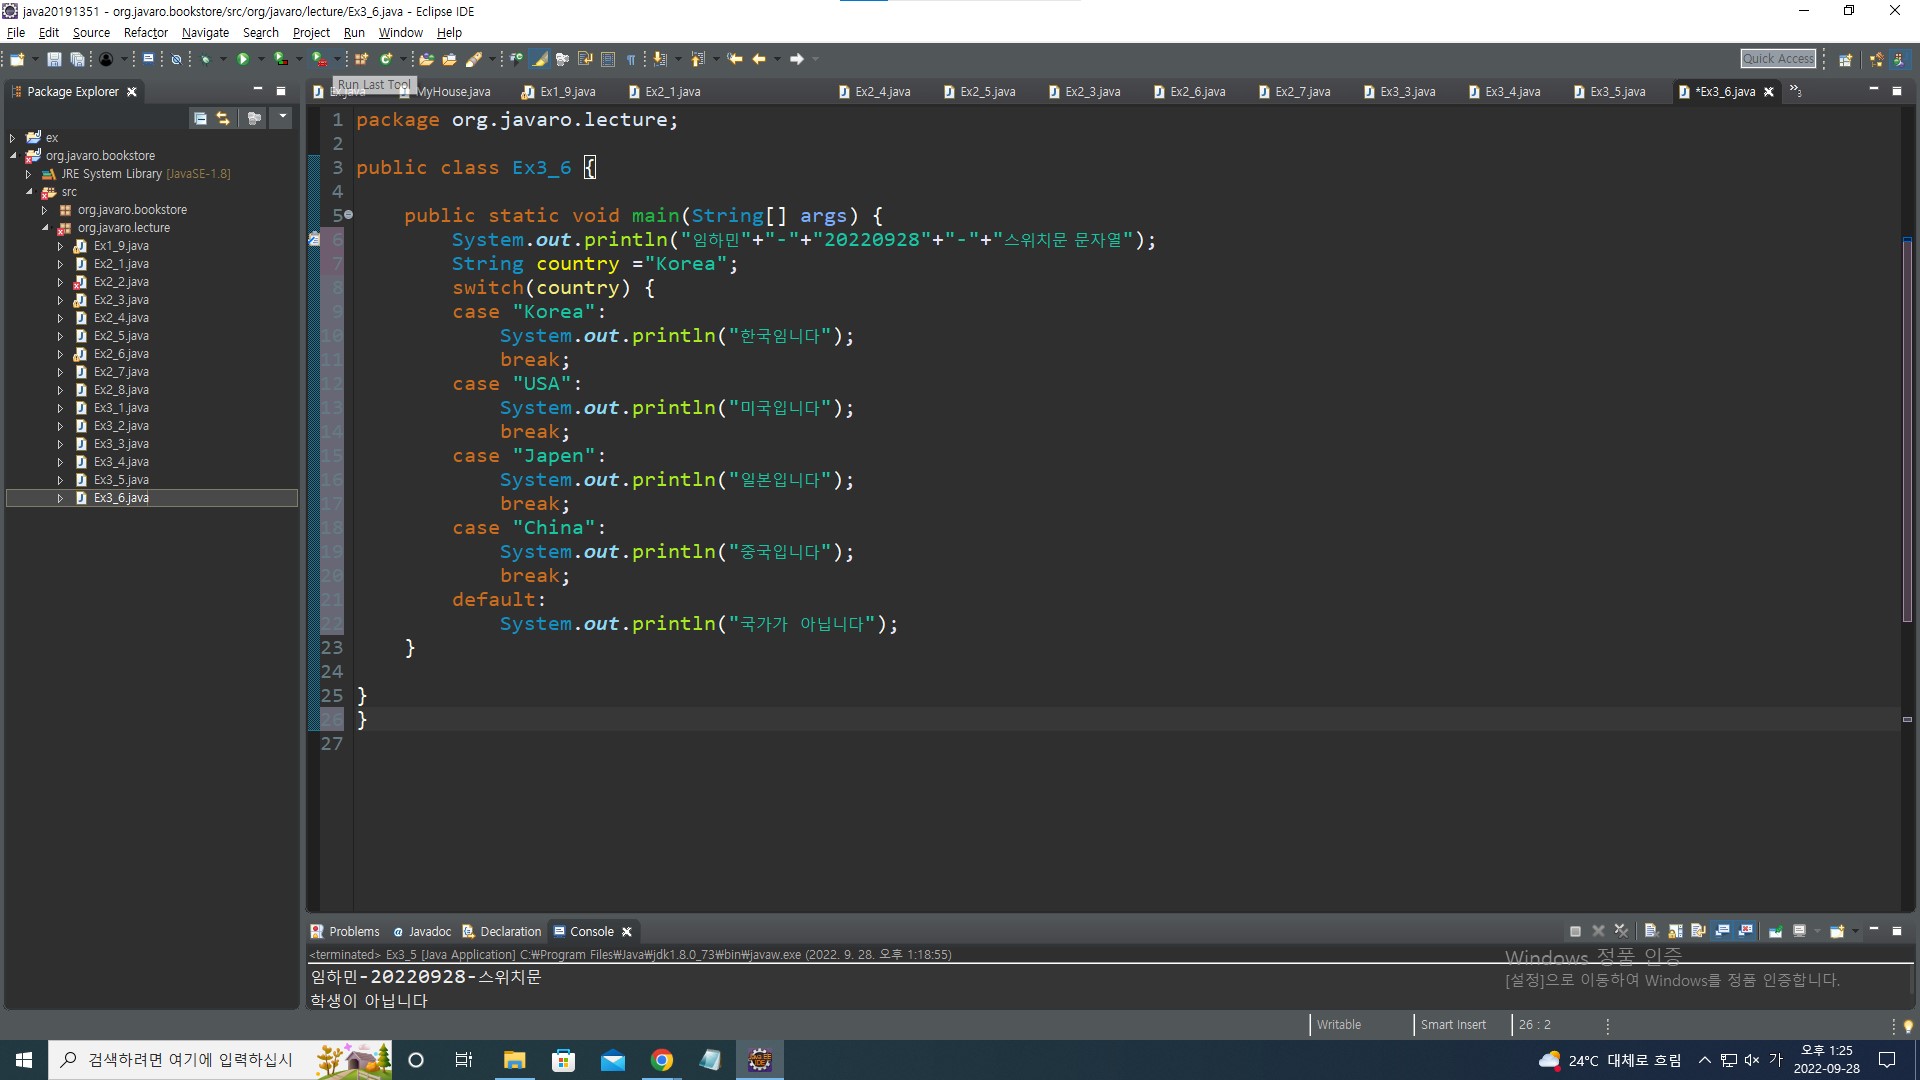 java20191351 - org.javaro.bookstore/src/org/javaro/lecture/Ex3_6.java - Eclipse IDE
File Edit Source Refactor Navigate Search Project Run Window Help
Quick Access
Run Last Tool
Package Explorer
MyHouse.java Ex1_9.java Ex2_1.java Ex2_4.java Ex2_5.java Ex2_3.java Ex2_6.java Ex2_7.java Ex3_3.java Ex3_4.java Ex3_5.java *Ex3_6.java »3
ex
org.javaro.bookstore
JRE System Library [JavaSE-1.8]
src
org.javaro.bookstore
org.javaro.lecture
Ex1_9.java
Ex2_1.java
Ex2_2.java
Ex2_3.java
Ex2_4.java
Ex2_5.java
Ex2_6.java
Ex2_7.java
Ex2_8.java
Ex3_1.java
Ex3_2.java
Ex3_3.java
Ex3_4.java
Ex3_5.java
Ex3_6.java
1 package org.javaro.lecture;
2
3 public class Ex3_6 {
4
5 public static void main(String[] args) {
6 System.out.println("임하민"+"-"+"20220928"+"-"+"스위치문 문자열");
7 String country ="Korea";
8 switch(country) {
9 case "Korea":
10 System.out.println("한국임니다");
11 break;
12 case "USA":
13 System.out.println("미국입니다");
14 break;
15 case "Japen":
16 System.out.println("일본입니다");
17 break;
18 case "China":
19 System.out.println("중국입니다");
20 break;
21 default:
22 System.out.println("국가가 아닙니다");
23 }
24
25 }
26 }
27
Problems Javadoc Declaration Console
<terminated> Ex3_5 [Java Application] C:₩Program Files₩Java₩jdk1.8.0_73₩bin₩javaw.exe (2022. 9. 28. 오후 1:18:55)
임하민-20220928-스위치문
학생이 아닙니다
Windows 정품 인증
[설정]으로 이동하여 Windows를 정품 인증합니다.
Writable Smart Insert 26 : 2
검색하려면 여기에 입력하십시
24°C 대체로 흐림 가 오후 1:25
2022-09-28